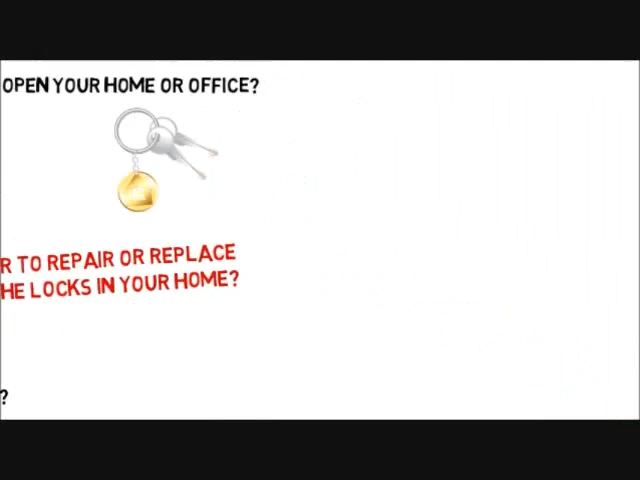 OPEN YOUR HOME OR OFFICE?
R TO REPAIR OR REPLACE
HE LOCKS IN YOUR HOME?
?